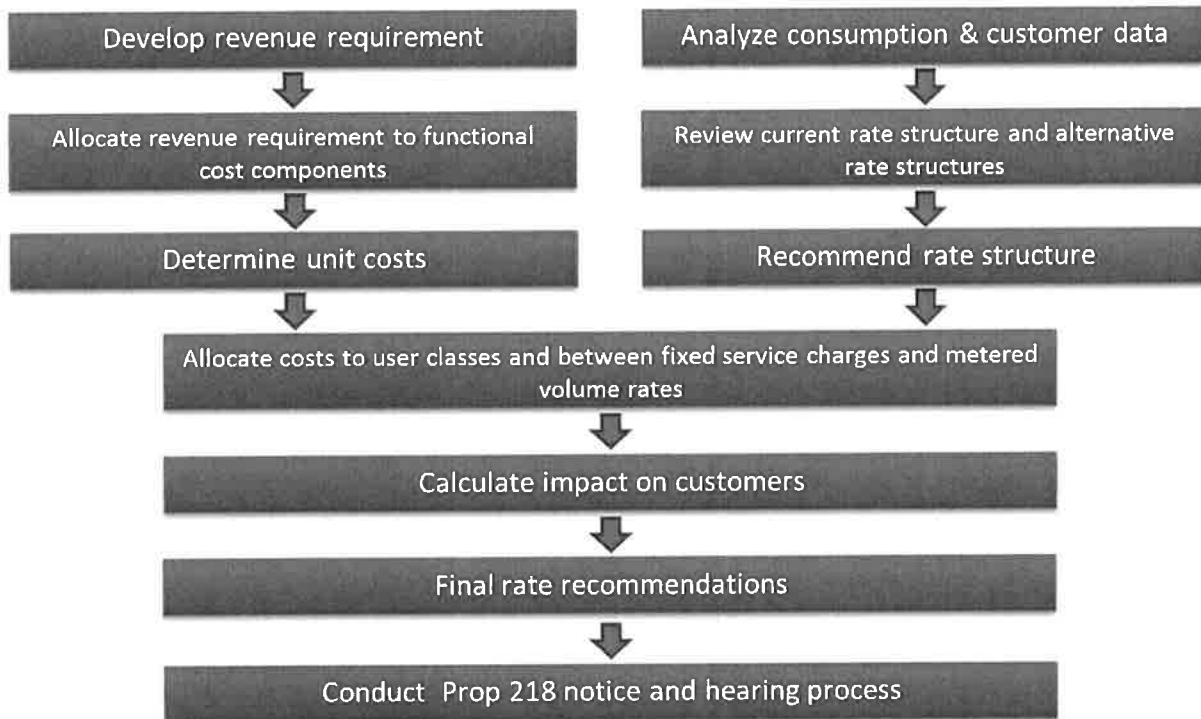 Develop revenue requirement
Allocate revenue requirement to functional
cost components
Determine unit costs
Analyze consumption & customer data
Review current rate structure and alternative
rate structures
Recommend rate structure
Allocate costs to user classes and between fixed service charges and metered
volume rates
Calculate impact on customers
Final rate recommendations
Conduct Prop 218 notice and hearing process